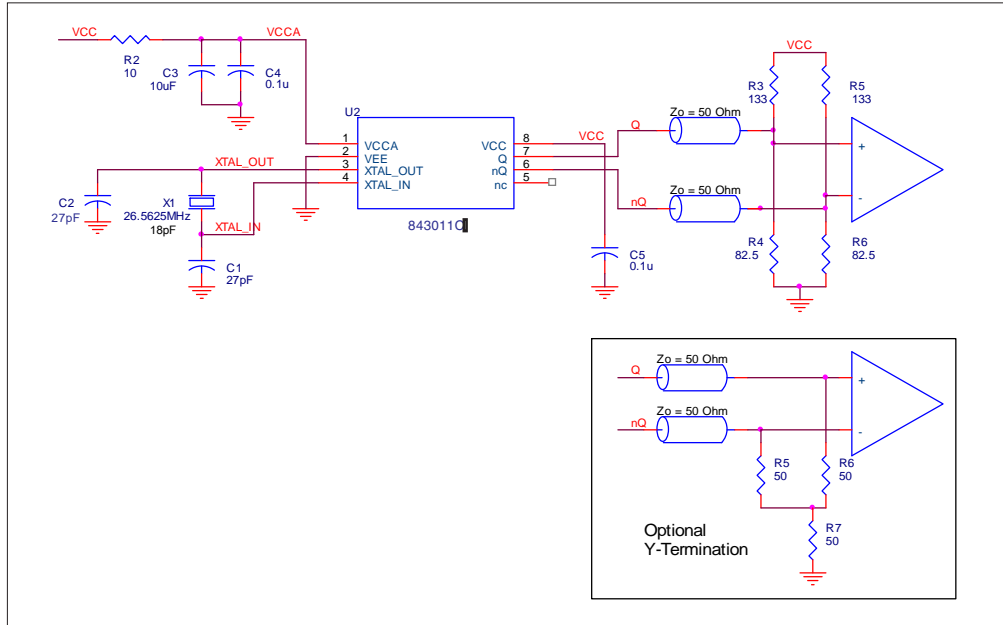 VCC
R2
10
VCCA
C3
10uF
C4
0.1u
U2
1
2
3
4
VCCA
VEE
XTAL_OUT
XTAL_IN
VCC
Q
nQ
nc
8
7
6
5
843011C
XTAL_OUT
C2
27pF
X1
26.5625MHz
18pF
XTAL_IN
C1
27pF
VCC
C5
0.1u
Q
Zo = 50 Ohm
nQ
Zo = 50 Ohm
VCC
R3
133
R5
133
+
-
R4
82.5
R6
82.5
Zo = 50 Ohm
Q
Zo = 50 Ohm
nQ
+
-
R5
50
R6
50
R7
50
Optional
Y-Termination